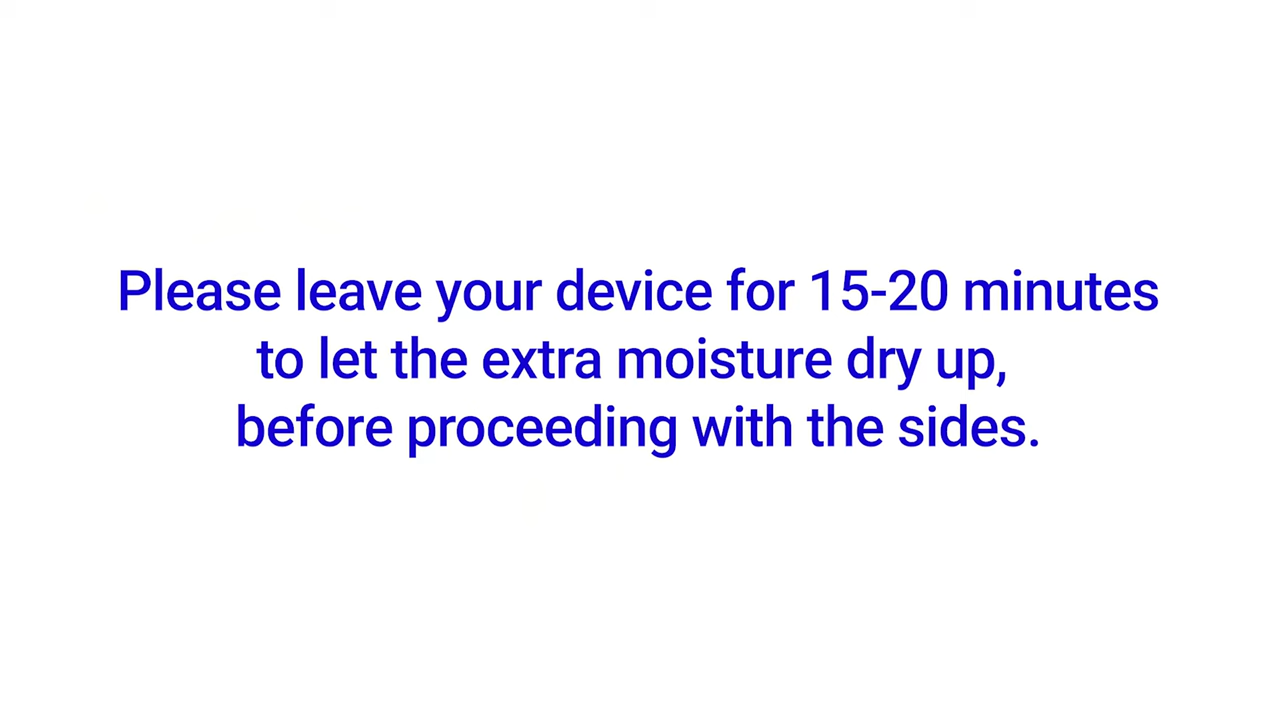 Please leave your device for 15-20 minutes
to let the extra moisture dry up,
before proceeding with the sides.